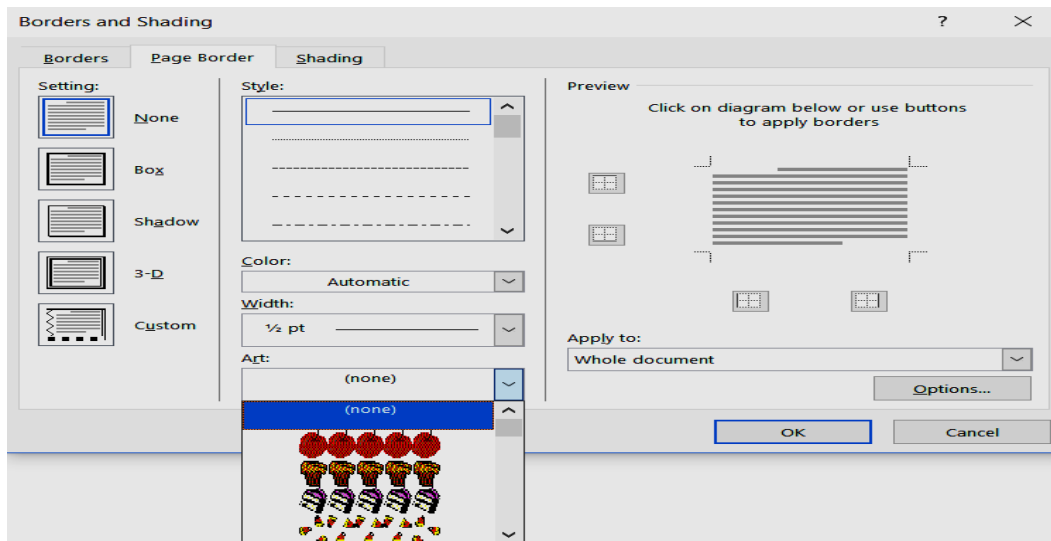 Borders and Shading
?
Borders
Page Border
Shading
Setting:
None
Box
Shadow
3-D
Custom
Style:
Color:
Automatic
Width:
½ pt
Art:
(none)
(none)
Preview
Click on diagram below or use buttons
to apply borders
Apply to:
Whole document
Options...
OK
Cancel